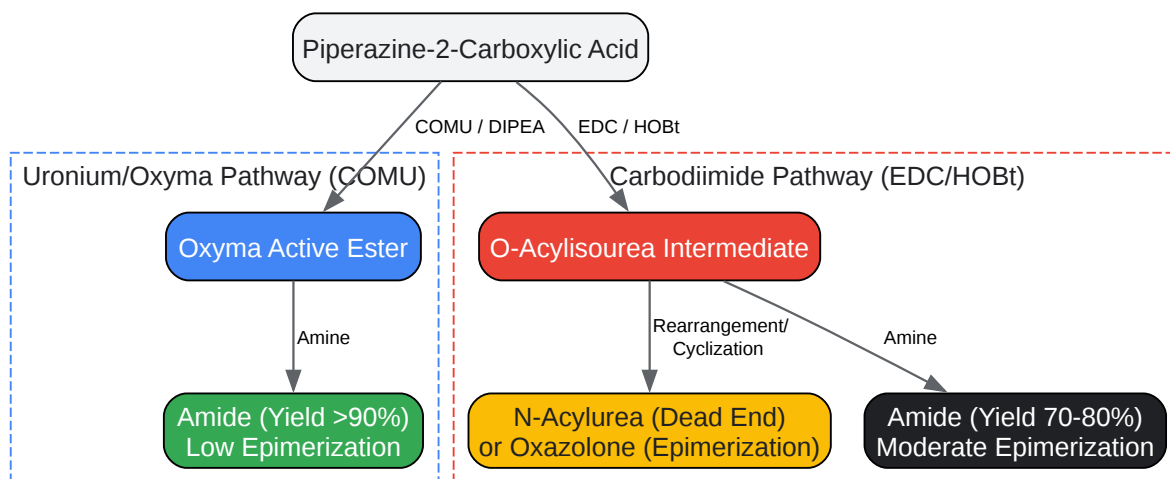 Piperazine-2-Carboxylic Acid
COMU / DIPEA
EDC / HOBt
Uronium/Oxyma Pathway (COMU)
Carbodiimide Pathway (EDC/HOBt)
Oxyma Active Ester
O-Acylisourea Intermediate
Amine
Rearrangement/
Cyclization
Amine
Amide (Yield >90%)
Low Epimerization
N-Acylurea (Dead End)
or Oxazolone (Epimerization)
Amide (Yield 70-80%)
Moderate Epimerization